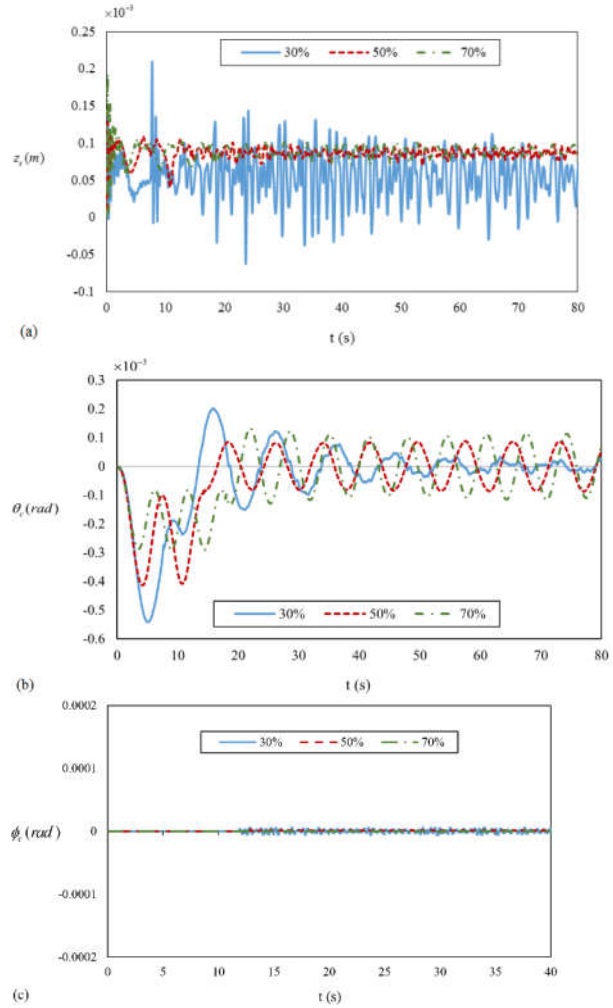 ×10⁻³
0.25
0.2
0.15
0.1
0.05
0
-0.05
-0.1
30% 50% 70%
z_c (m)
0 10 20 30 40 50 60 70 80
(a)
t (s)
×10⁻³
0.3
0.2
0.1
0
-0.1
-0.2
-0.3
-0.4
-0.5
-0.6
θ_c (rad)
30% 50% 70%
0 10 20 30 40 50 60 70 80
(b)
t (s)
0.0002
0.0001
0
-0.0001
-0.0002
30% 50% 70%
ϕ_c (rad)
0 5 10 15 20 25 30 35 40
(c)
t (s)